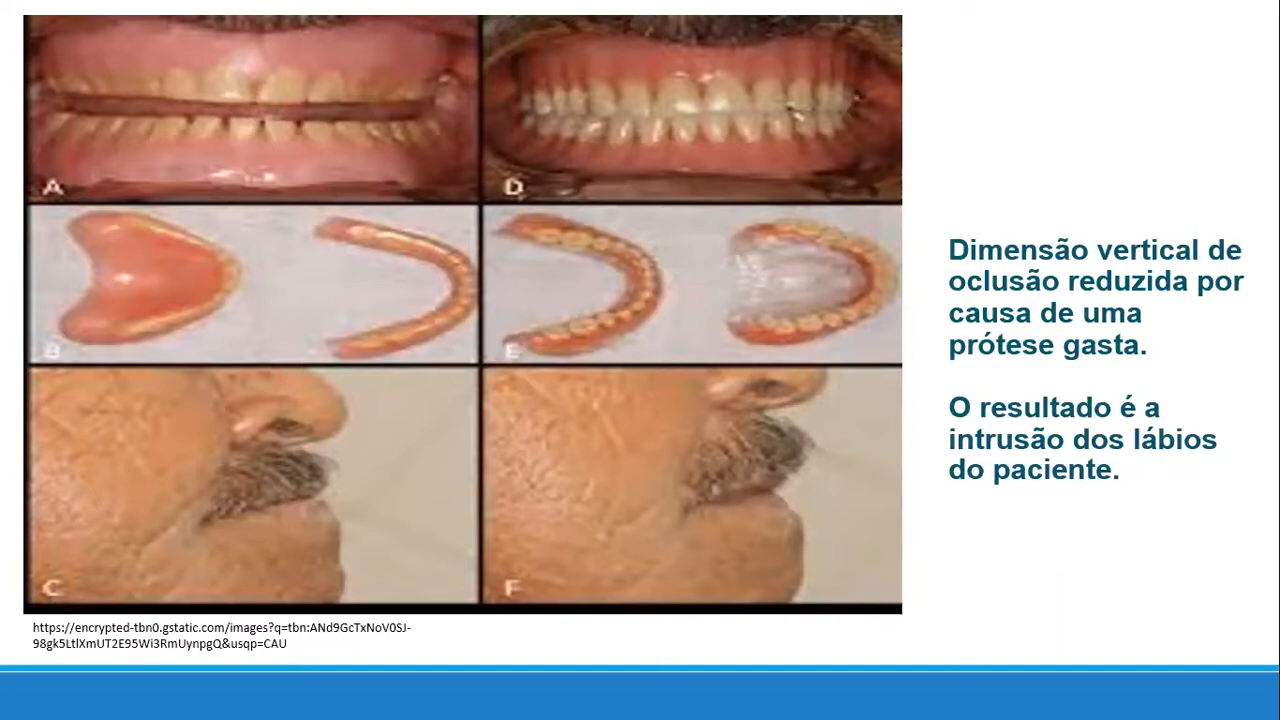 A
D
B
E
C
F
Dimensão vertical de
oclusão reduzida por
causa de uma
prótese gasta.
O resultado é a
intrusão dos lábios
do paciente.
https://encrypted-tbn0.gstatic.com/images?q=tbn:ANd9GcTxNoV0SJ-
98gk5LtlXmUT2E95Wi3RmUynpgQ&usqp=CAU